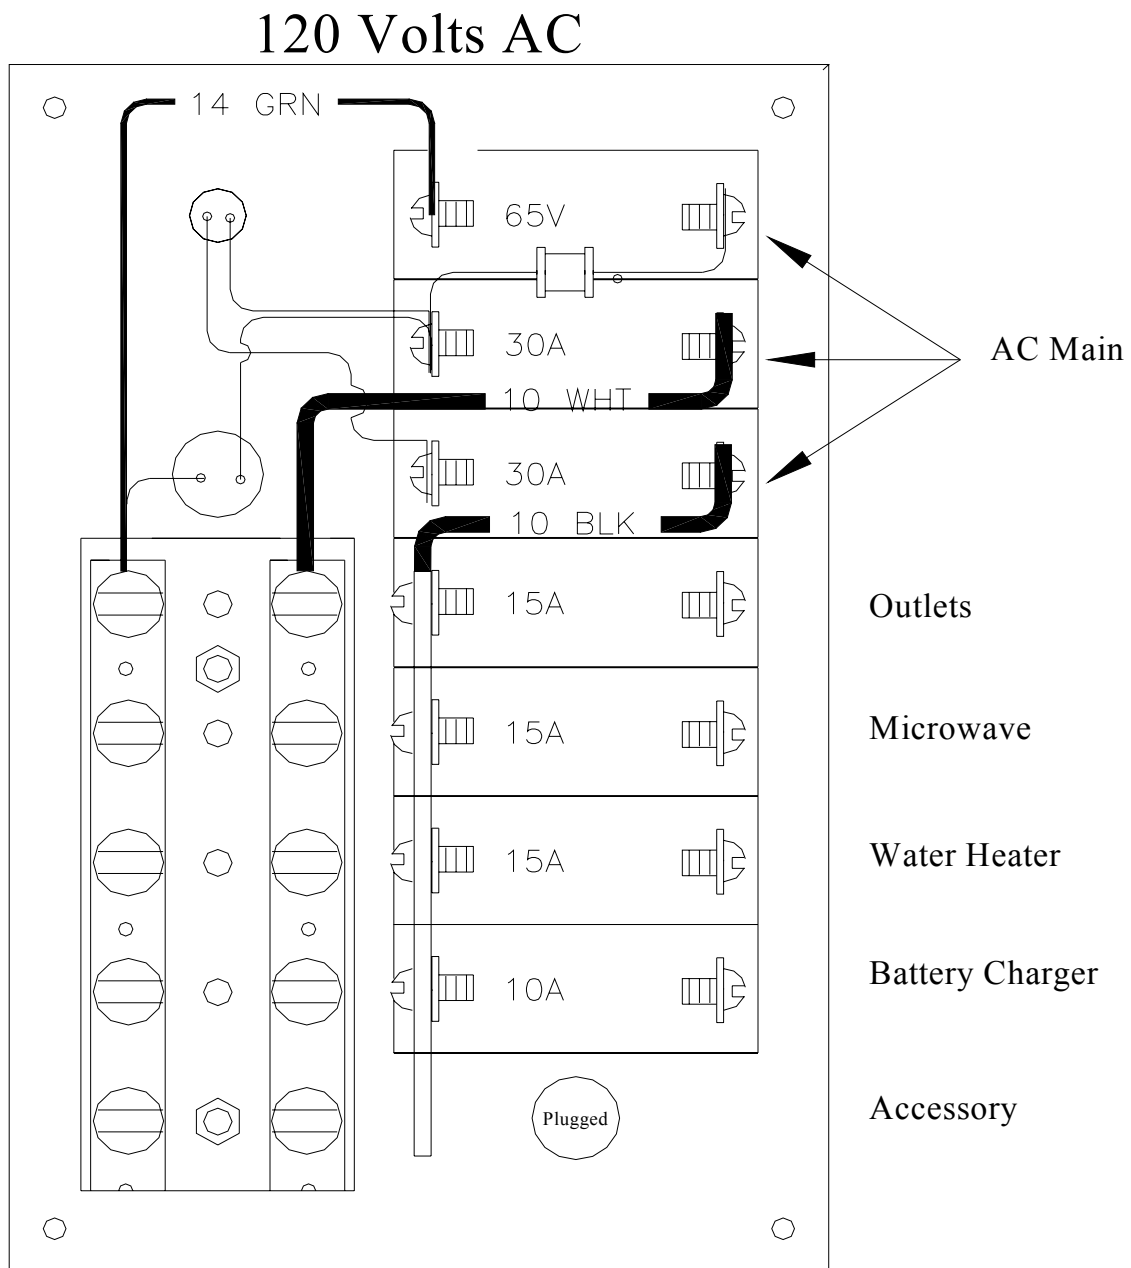 120 Volts AC
14 GRN
65V
30A
AC Main
10 WHT
30A
10 BLK
15A
Outlets
15A
Microwave
15A
Water Heater
10A
Battery Charger
Plugged
Accessory